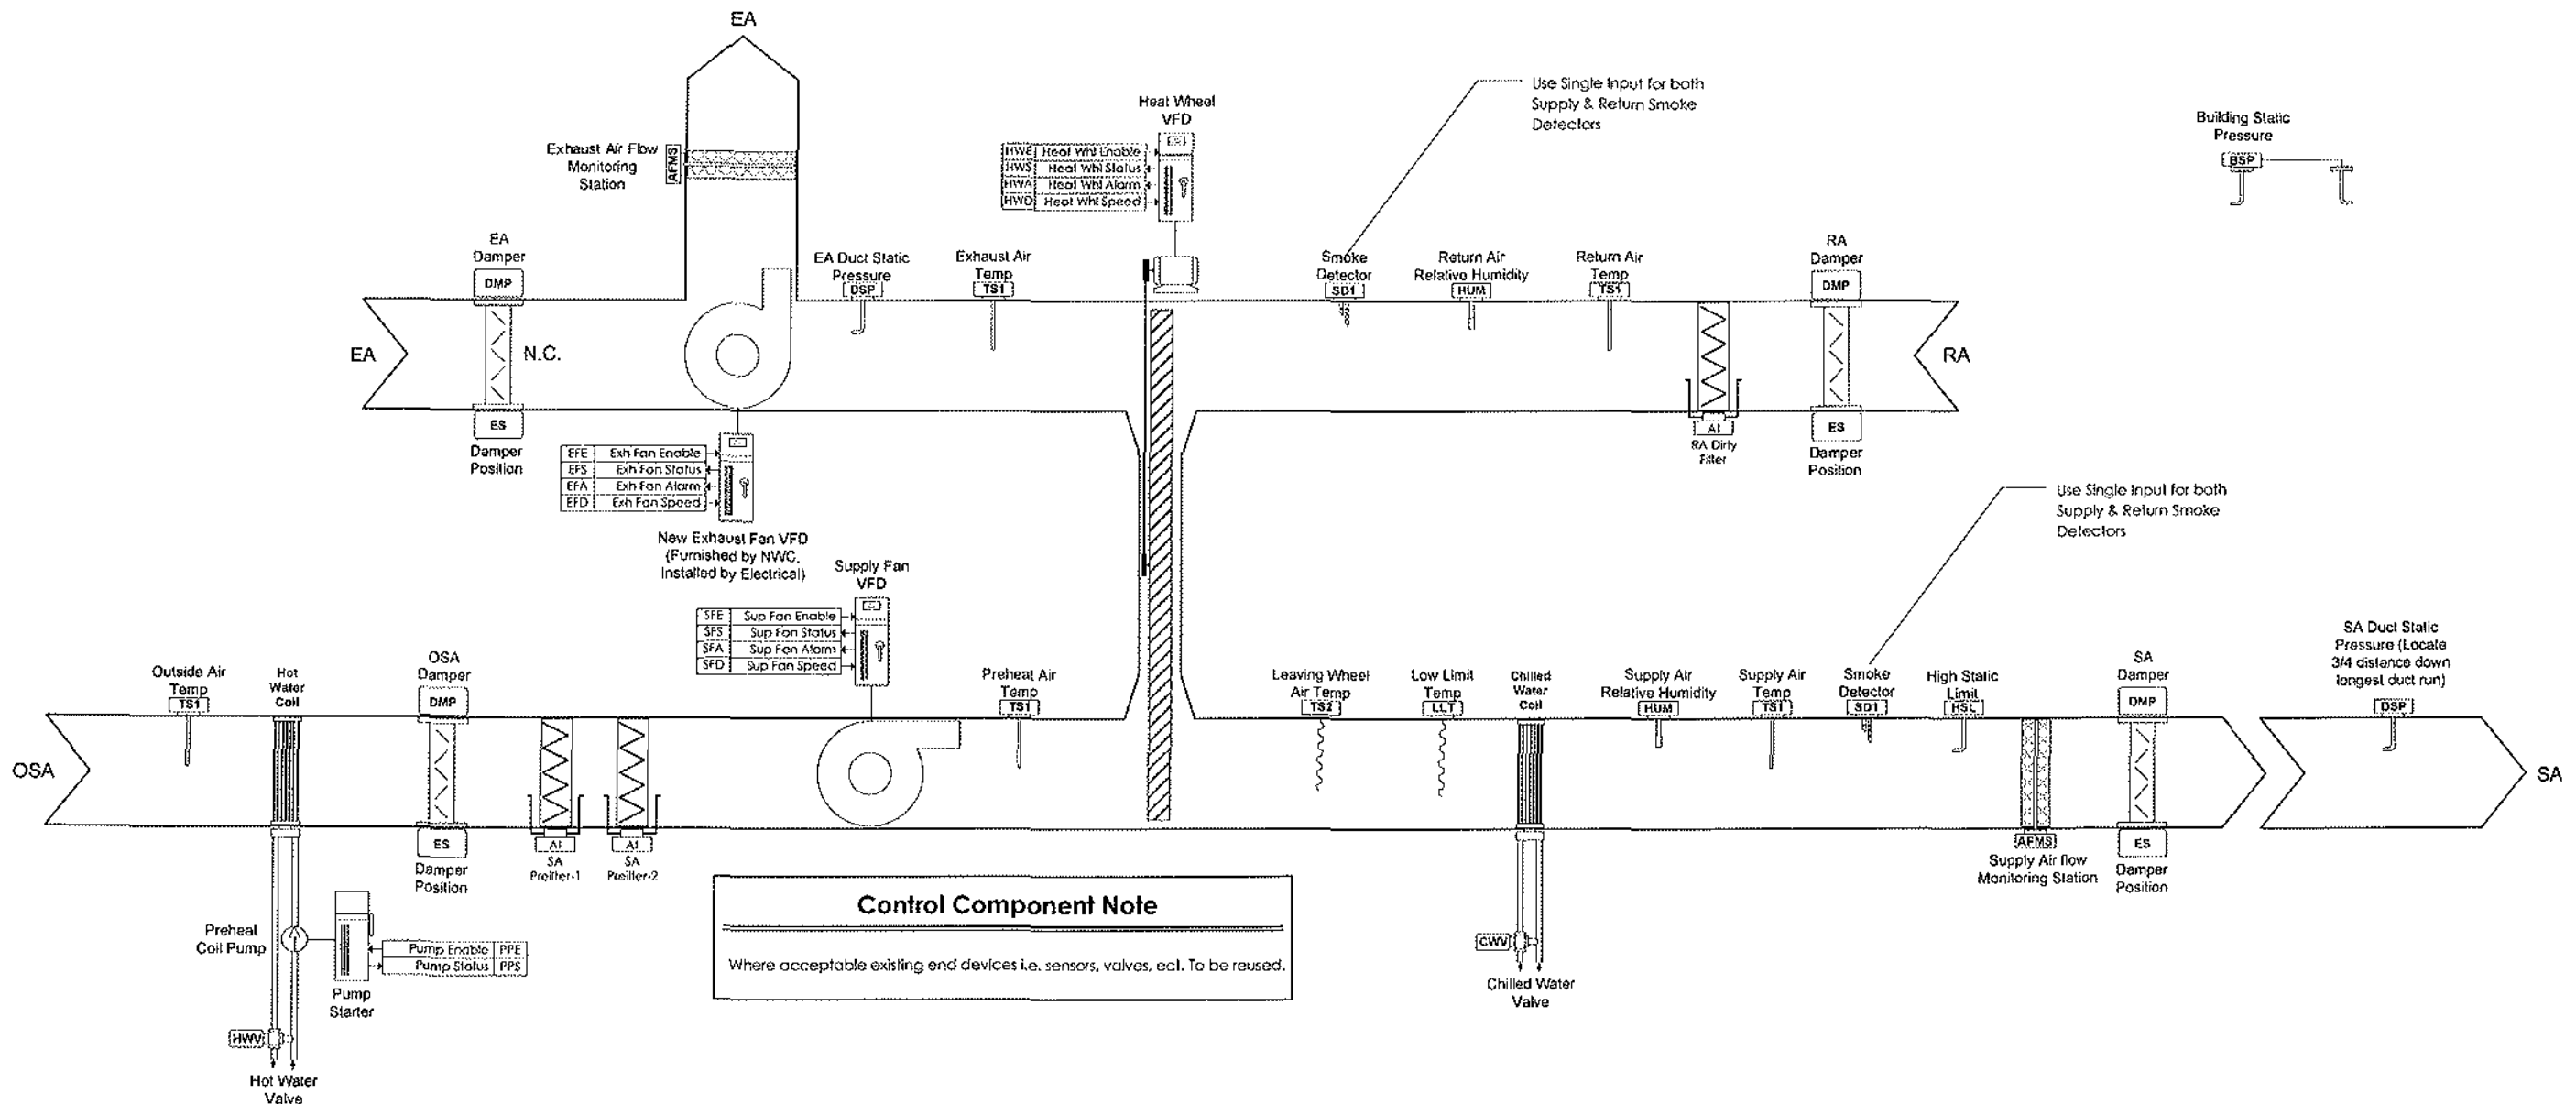 EA
Exhaust Air Flow
Monitoring
Station
AFMS
Heat Wheel
VFD
HWE Heat Whl Enable
HWS Heat Whl Status
HWA Heat Whl Alarm
HWD Heat Whl Speed
Use Single Input for both
Supply & Return Smoke
Detectors
Building Static
Pressure
BSP
EA
Damper
DMP
EA Duct Static
Pressure
DSP
Exhaust Air
Temp
TS1
Smoke
Detector
SD1
Return Air
Relative Humidity
HUM
Return Air
Temp
TS1
RA
Damper
DMP
EA
N.C.
RA
ES
Damper
Position
AI
RA Dirty
Filter
ES
Damper
Position
EFE Exh Fan Enable
EFS Exh Fan Status
EFA Exh Fan Alarm
EFD Exh Fan Speed
New Exhaust Fan VFD
(Furnished by NWC,
Installed by Electrical)
Use Single Input for both
Supply & Return Smoke
Detectors
Supply Fan
VFD
SFE Sup Fan Enable
SFS Sup Fan Status
SFA Sup Fan Alarm
SFD Sup Fan Speed
Outside Air
Temp
TS1
Hot
Water
Coil
OSA
Damper
DMP
Preheat Air
Temp
TS1
Leaving Wheel
Air Temp
TS2
Low Limit
Temp
LLT
Chilled
Water
Coil
Supply Air
Relative Humidity
HUM
Supply Air
Temp
TS1
Smoke
Detector
SD1
High Static
Limit
HSL
SA
Damper
DMP
SA Duct Static
Pressure (Locate
3/4 distance down
longest duct run)
DSP
OSA
SA
ES
Damper
Position
AI
SA
Prefilter-1
AI
SA
Prefilter-2
AFMS
Supply Air flow
Monitoring Station
ES
Damper
Position
Control Component Note
Where acceptable existing end devices i.e. sensors, valves, ect. To be reused.
Preheat
Coil Pump
Pump Enable PPE
Pump Status PPS
Pump
Starter
HWV
Hot Water
Valve
CWV
Chilled Water
Valve